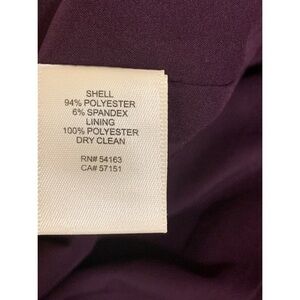 SHELL
94% POLYESTER
6% SPANDEX
LINING
100% POLYESTER
DRY CLEAN
RN# 54163
CA# 57151